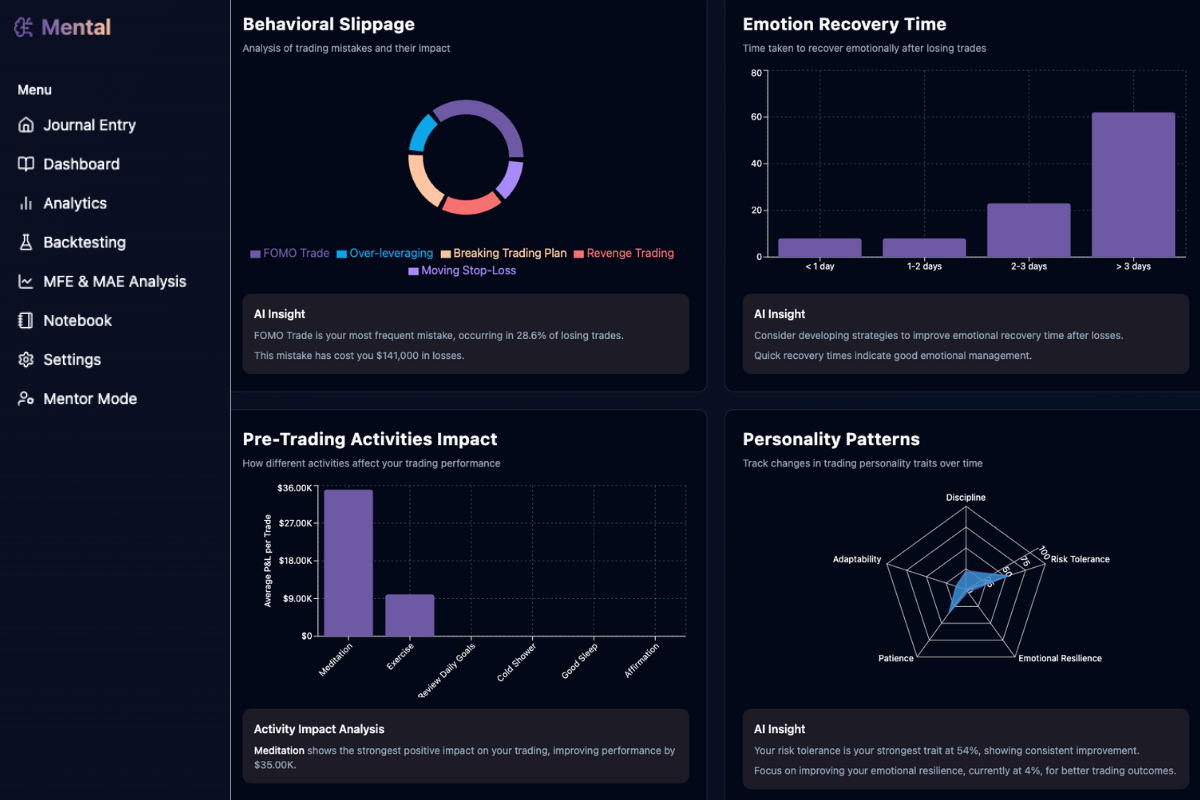 Mental
Menu
Journal Entry
Dashboard
Analytics
Backtesting
MFE & MAE Analysis
Notebook
Settings
Mentor Mode
Behavioral Slippage
Analysis of trading mistakes and their impact
FOMO Trade Over-leveraging Breaking Trading Plan Revenge Trading
Moving Stop-Loss
AI Insight
FOMO Trade is your most frequent mistake, occurring in 28.6% of losing trades.
This mistake has cost you $141,000 in losses.
Emotion Recovery Time
Time taken to recover emotionally after losing trades
80
60
40
20
0
< 1 day 1-2 days 2-3 days > 3 days
AI Insight
Consider developing strategies to improve emotional recovery time after losses.
Quick recovery times indicate good emotional management.
Pre-Trading Activities Impact
How different activities affect your trading performance
Average P&L per Trade
$36.00K
$27.00K
$18.00K
$9.00K
$0
Meditation Exercise Review Daily Goals Cold Shower Good Sleep Affirmation
Activity Impact Analysis
Meditation shows the strongest positive impact on your trading, improving performance by
$35.00K.
Personality Patterns
Track changes in trading personality traits over time
Discipline
Adaptability
100
75
50
25
0
Risk Tolerance
Patience
Emotional Resilience
AI Insight
Your risk tolerance is your strongest trait at 54%, showing consistent improvement.
Focus on improving your emotional resilience, currently at 4%, for better trading outcomes.